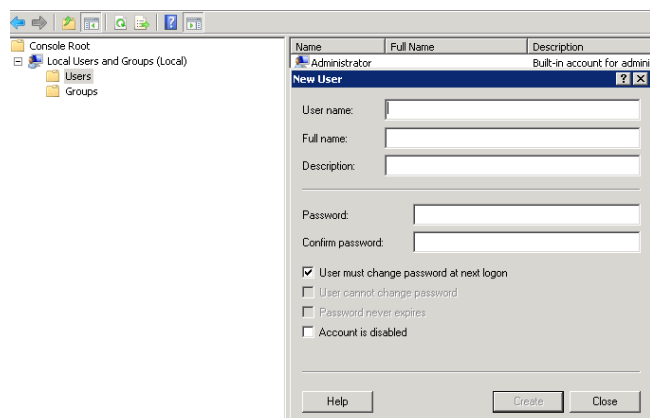 Console Root
Local Users and Groups (Local)
Users
Groups
Name Full Name Description
Administrator Built-in account for admini
New User
User name:
Full name:
Description:
Password:
Confirm password:
User must change password at next logon
User cannot change password
Password never expires
Account is disabled
Help Create Close